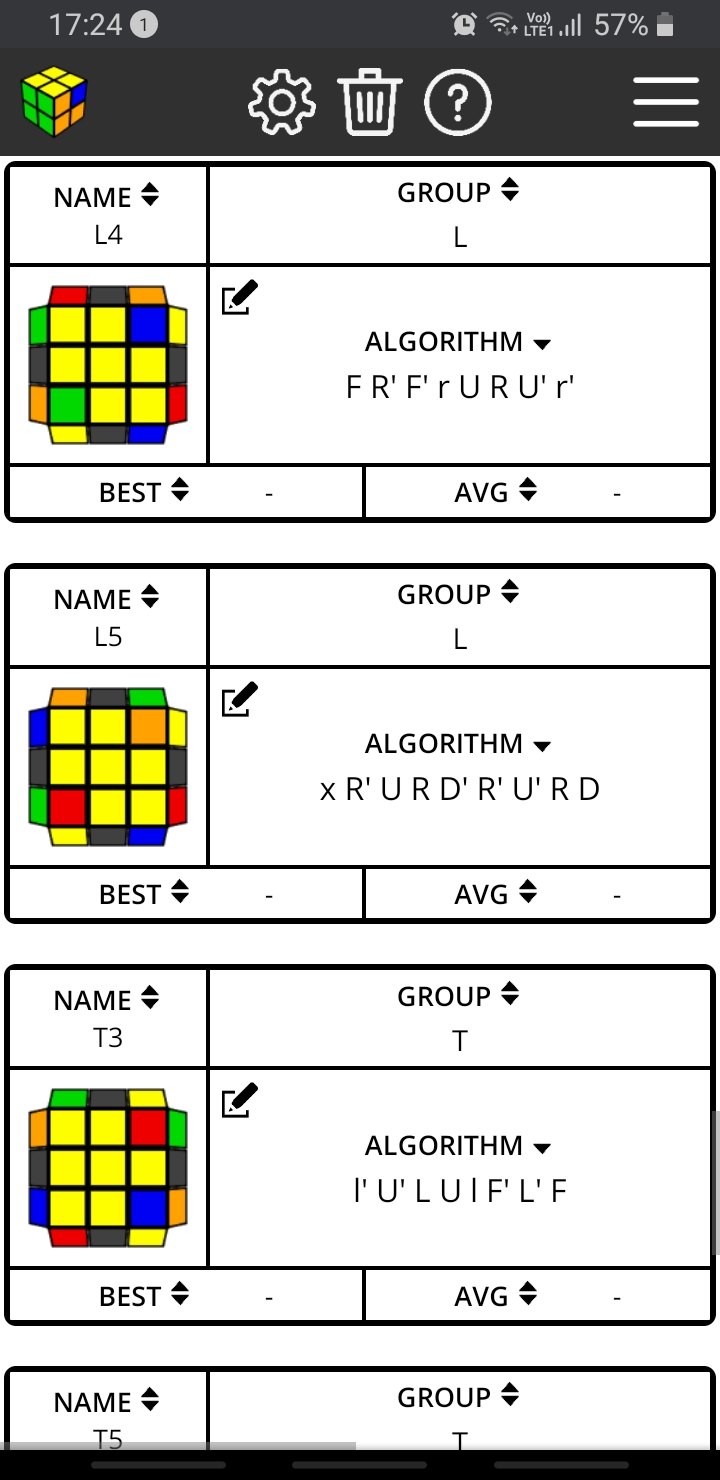 17:24 1 Vo)) LTE1 57%
?
NAME GROUP
L4 L
ALGORITHM
F R' F' r U R U' r'
BEST - AVG -
NAME GROUP
L5 L
ALGORITHM
x R' U R D' R' U' R D
BEST - AVG -
NAME GROUP
T3 T
ALGORITHM
l' U' L U l F' L' F
BEST - AVG -
NAME GROUP
T5 T